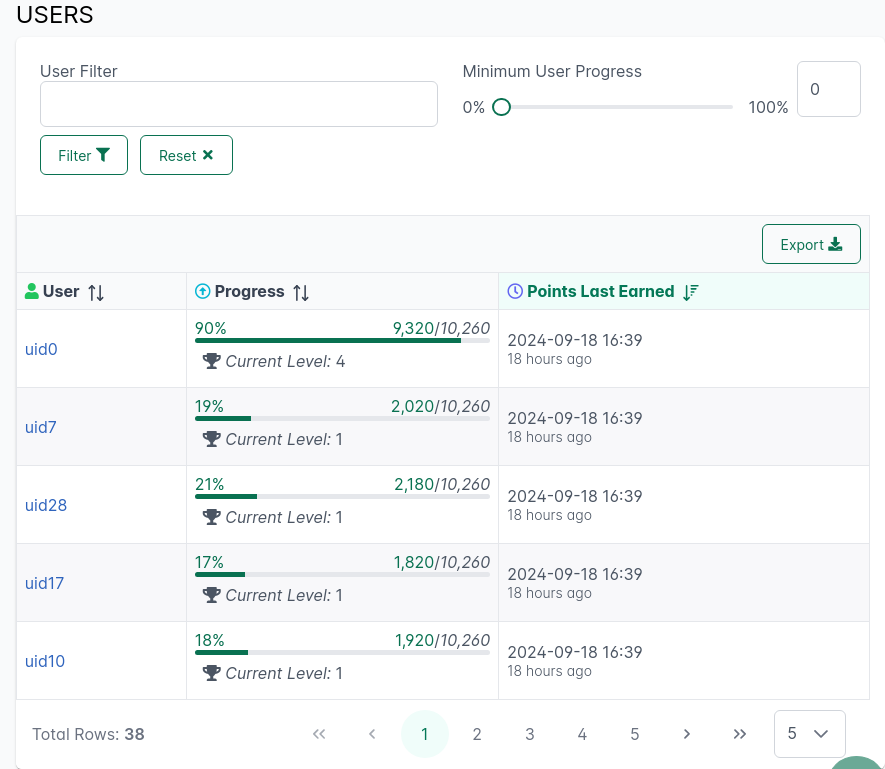 USERS
User Filter
Minimum User Progress
0%
100%
0
Filter
Reset
Export
User
Progress
Points Last Earned
uid0
90%
9,320/10,260
Current Level: 4
2024-09-18 16:39
18 hours ago
uid7
19%
2,020/10,260
Current Level: 1
2024-09-18 16:39
18 hours ago
uid28
21%
2,180/10,260
Current Level: 1
2024-09-18 16:39
18 hours ago
uid17
17%
1,820/10,260
Current Level: 1
2024-09-18 16:39
18 hours ago
uid10
18%
1,920/10,260
Current Level: 1
2024-09-18 16:39
18 hours ago
Total Rows: 38
« ‹ 1 2 3 4 5 › »
5